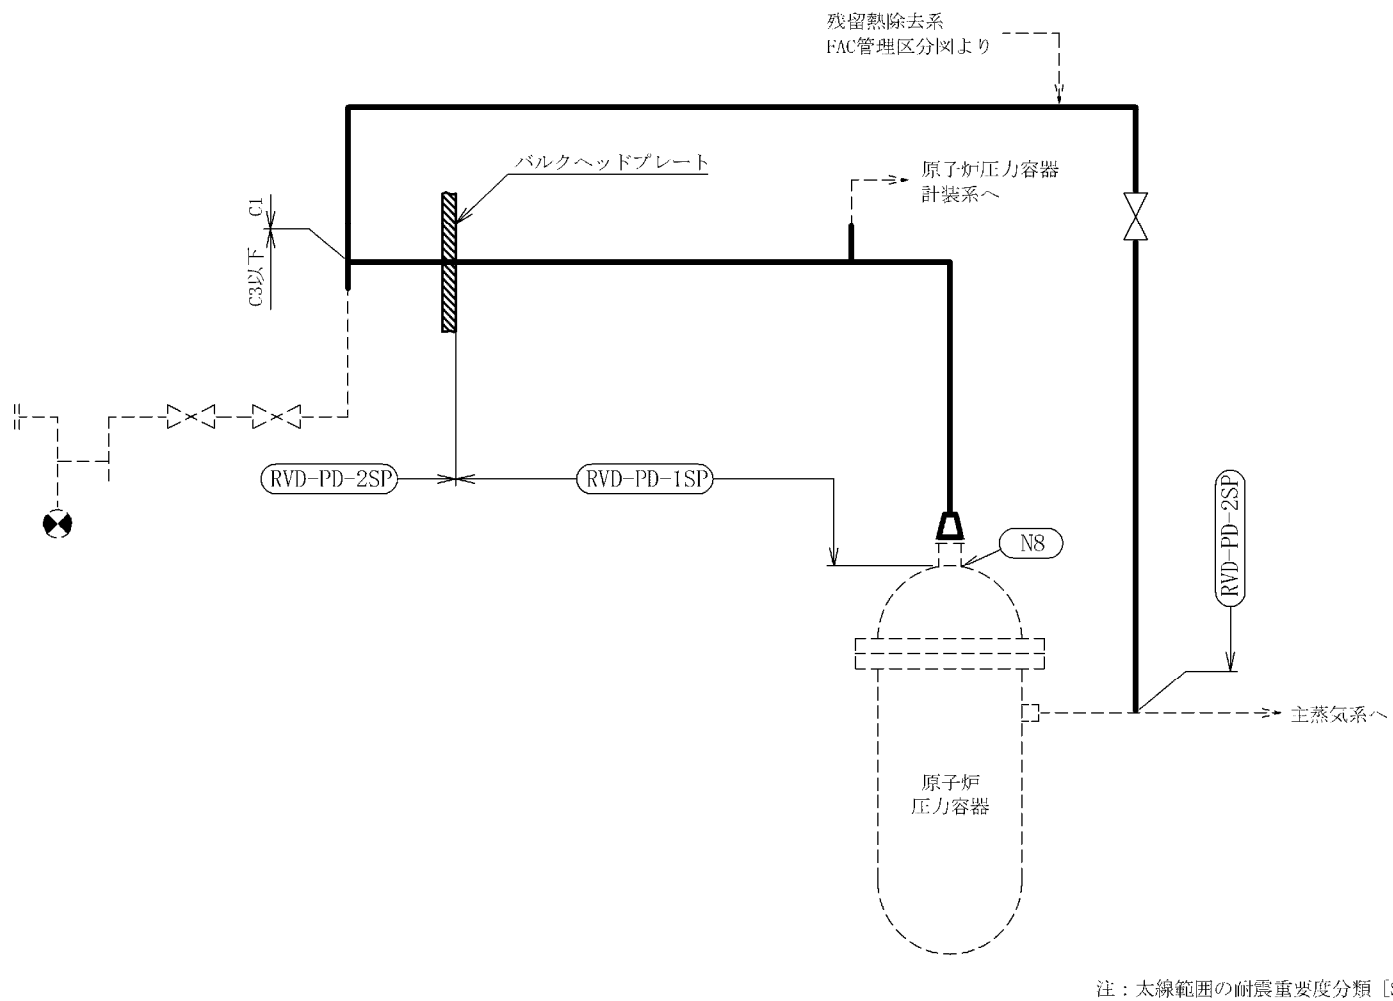 残留熱除去系
FAC管理区分図より
バルクヘッドプレート
原子炉圧力容器
計装系へ
C1
C3以下
RVD-PD-2SP
RVD-PD-1SP
N8
RVD-PD-2SP
主蒸気系へ
原子炉
圧力容器
注：太線範囲の耐震重要度分類［